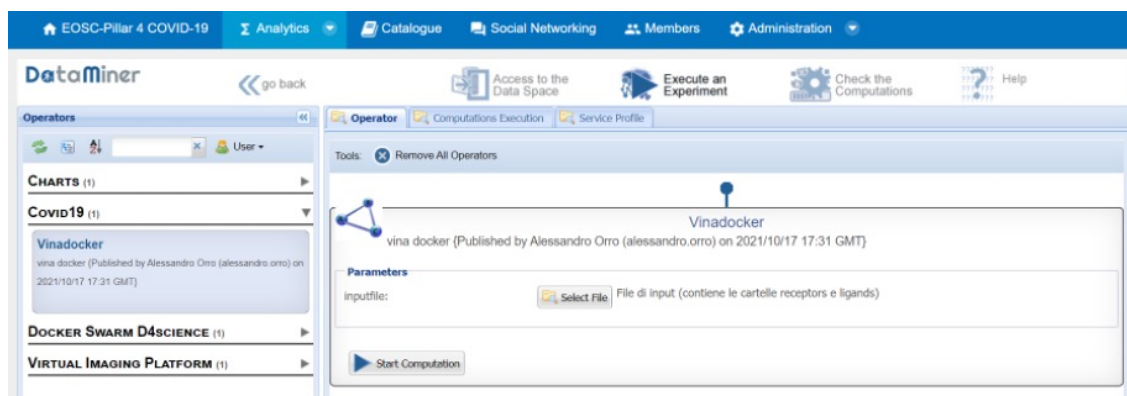 EOSC-Pillar 4 COVID-19 Analytics Catalogue Social Networking Members Administration
DataMiner
go back
Access to the
Data Space
Execute an
Experiment
Check the
Computations
Help
Operators
User
CHARTS (1)
COVID19 (1)
Vinadocker
vina docker {Published by Alessandro Orro (alessandro.orro) on
2021/10/17 17:31 GMT}
DOCKER SWARM D4SCIENCE (1)
VIRTUAL IMAGING PLATFORM (1)
Operator Computations Execution Service Profile
Tools: Remove All Operators
Vinadocker
vina docker {Published by Alessandro Orro (alessandro.orro) on 2021/10/17 17:31 GMT}
Parameters
inputfile: Select File File di input (contiene le cartelle receptors e ligands)
Start Computation